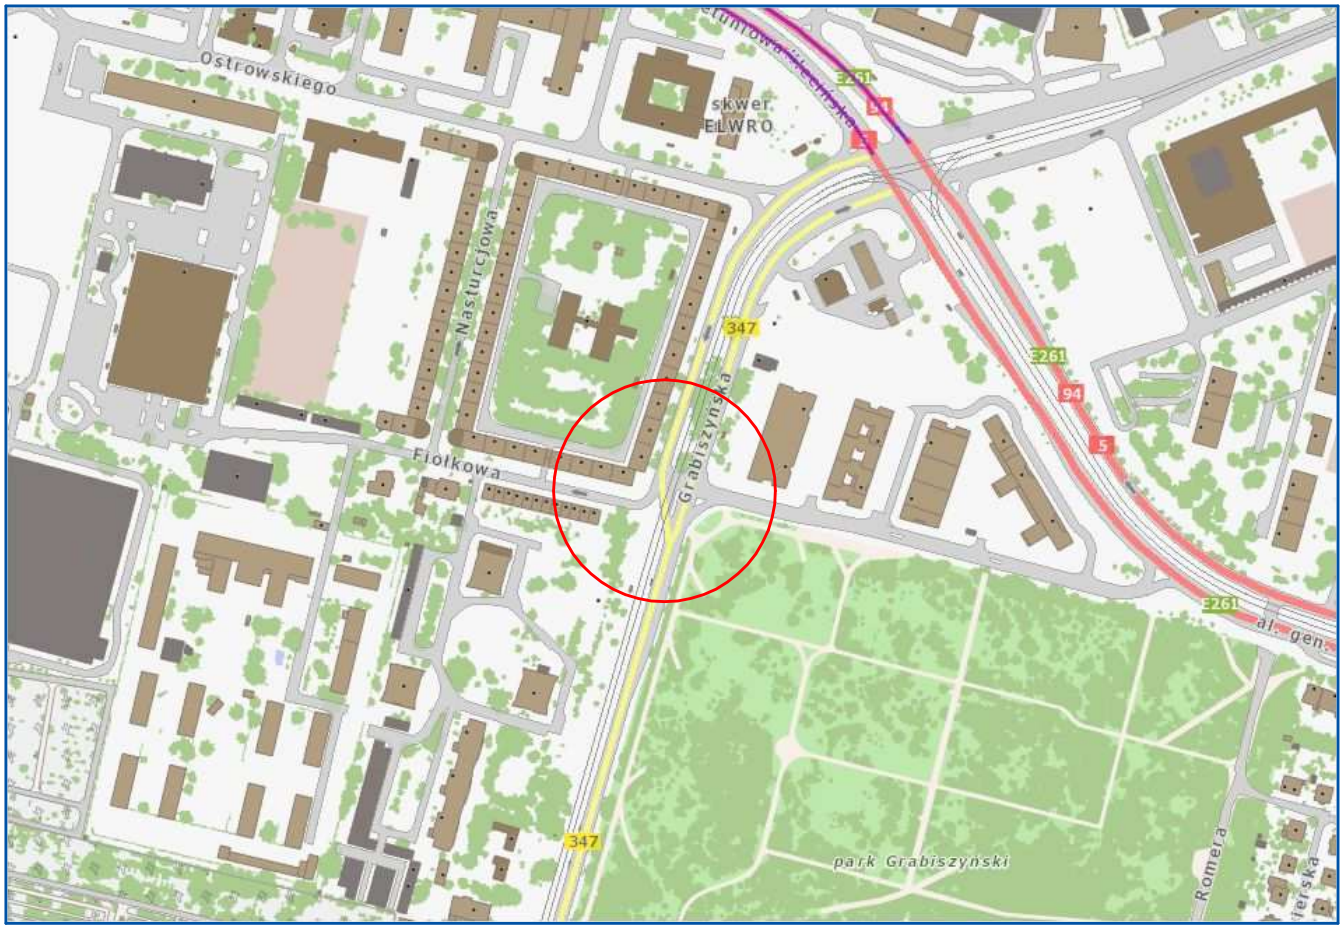 Ostrowskiego
skwer
ELWRO
E261
94
5
Nasturcjowa
347
Grabiszyńska
E261
94
5
Fiołkowa
E261
al. gen.
347
park Grabiszyński
Romera